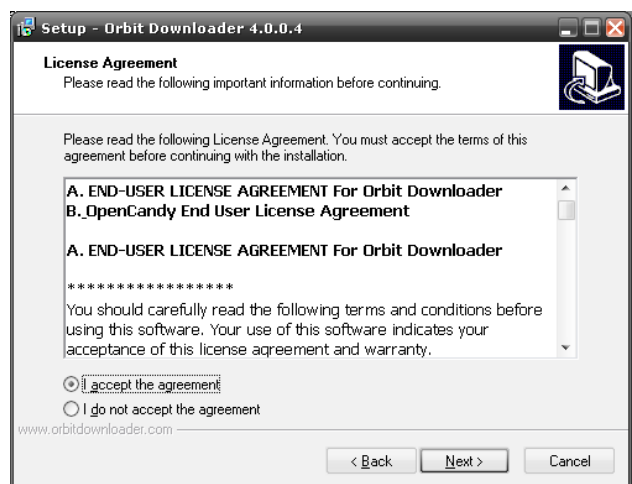 Setup - Orbit Downloader 4.0.0.4
License Agreement
Please read the following important information before continuing.
Please read the following License Agreement. You must accept the terms of this
agreement before continuing with the installation.
A. END-USER LICENSE AGREEMENT For Orbit Downloader
B. OpenCandy End User License Agreement
A. END-USER LICENSE AGREEMENT For Orbit Downloader
*****************
You should carefully read the following terms and conditions before
using this software. Your use of this software indicates your
acceptance of this license agreement and warranty.
I accept the agreement
I do not accept the agreement
www.orbitdownloader.com
< Back
Next >
Cancel